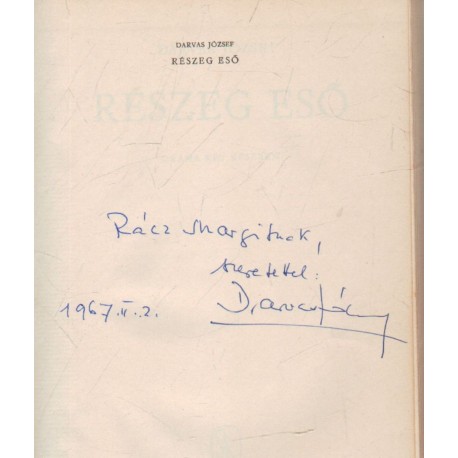 DARVAS JÓZSEF
RÉSZEG ESŐ
RÉSZEG ESŐ
Rácz Margitnak,
szeretettel:
Darvas József
1967. II. 2.